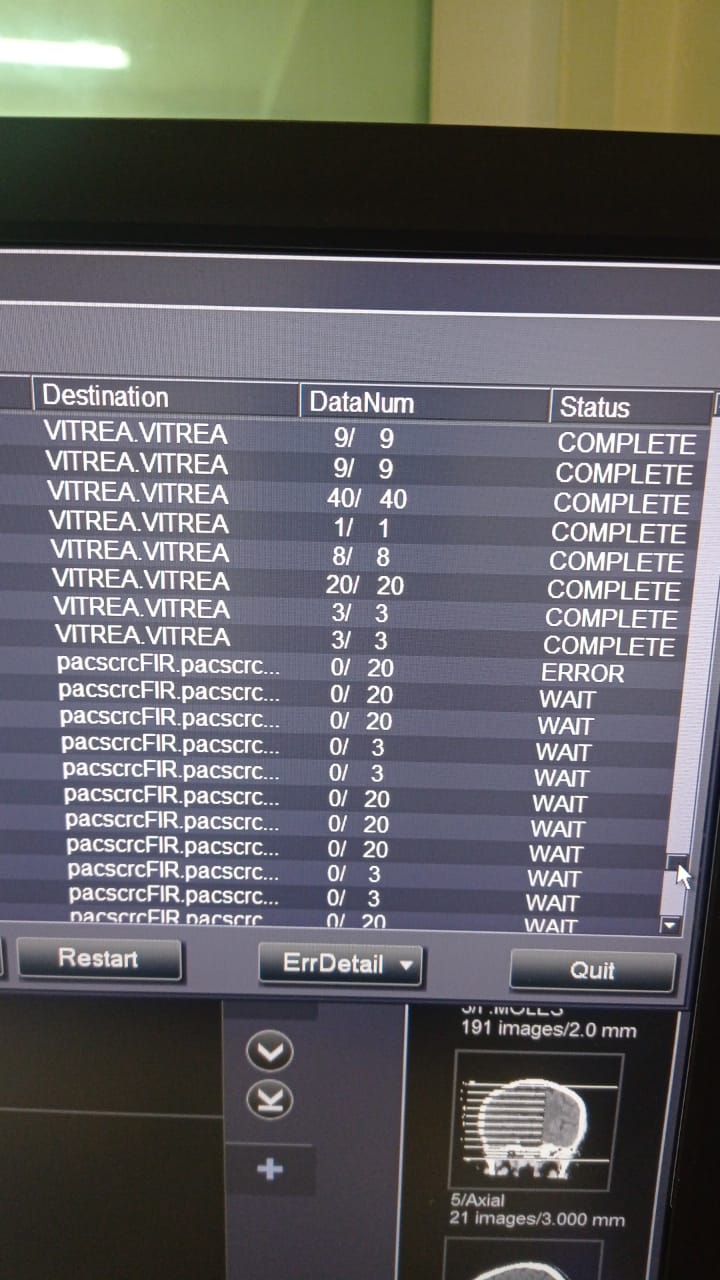 Destination DataNum Status
VITREA.VITREA 9/ 9 COMPLETE
VITREA.VITREA 9/ 9 COMPLETE
VITREA.VITREA 40/ 40 COMPLETE
VITREA.VITREA 1/ 1 COMPLETE
VITREA.VITREA 8/ 8 COMPLETE
VITREA.VITREA 20/ 20 COMPLETE
VITREA.VITREA 3/ 3 COMPLETE
VITREA.VITREA 3/ 3 COMPLETE
pacscrcFIR.pacscrc... 0/ 20 ERROR
pacscrcFIR.pacscrc... 0/ 20 WAIT
pacscrcFIR.pacscrc... 0/ 20 WAIT
pacscrcFIR.pacscrc... 0/ 3 WAIT
pacscrcFIR.pacscrc... 0/ 3 WAIT
pacscrcFIR.pacscrc... 0/ 20 WAIT
pacscrcFIR.pacscrc... 0/ 20 WAIT
pacscrcFIR.pacscrc... 0/ 20 WAIT
pacscrcFIR.pacscrc... 0/ 3 WAIT
pacscrcFIR.pacscrc... 0/ 3 WAIT
pacscrcFIR.pacscrc 0/ 20 WAIT
Restart ErrDetail Quit
191 images/2.0 mm
5/Axial
21 images/3.000 mm